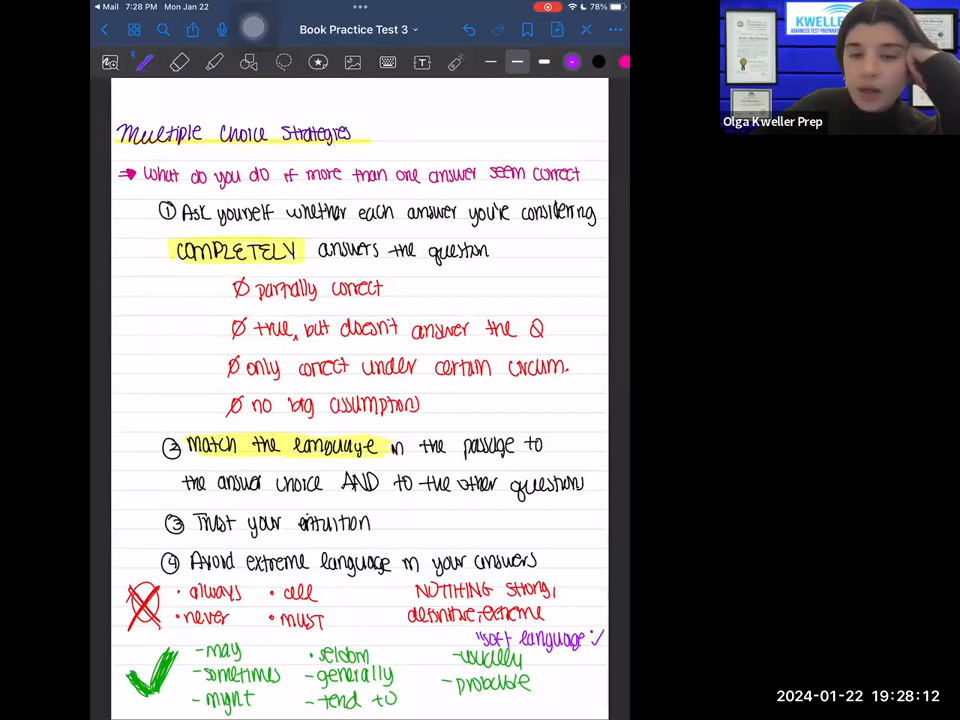 Mail 7:28 PM Mon Jan 22
78%
Book Practice Test 3
Multiple Choice Strategies
What do you do if more than one answer seem correct
1 Ask yourself whether each answer you're considering
COMPLETELY answers the question
partially correct
true, but doesn't answer the Q
only correct under certain circum.
no big assumptions
2 Match the language in the passage to
the answer choice AND to the other questions
3 Trust your intuition
4 Avoid extreme language in your answers
• always • all NOTHING strong,
• never • must definitive, extreme
"soft language"
- may • seldom - usually
- sometimes - generally - probable
- might - tend to
KWELLER
ADVANCED TEST PREPARATION
Olga Kweller Prep
2024-01-22 19:28:12